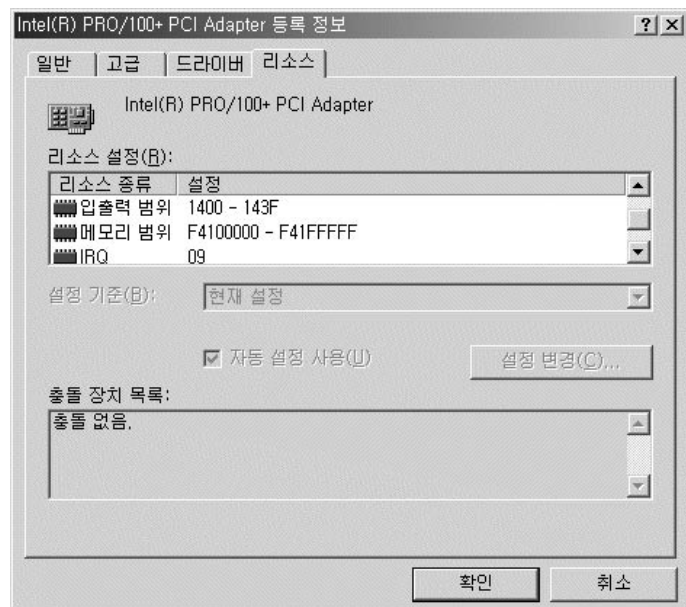 Intel(R) PRO/100+ PCI Adapter 등록 정보
일반 고급 드라이버 리소스
Intel(R) PRO/100+ PCI Adapter
리소스 설정(R):
리소스 종류 설정
입출력 범위 1400 - 143F
메모리 범위 F4100000 - F41FFFFF
IRQ 09
설정 기준(B): 현재 설정
자동 설정 사용(U) 설정 변경(C)...
충돌 장치 목록:
충돌 없음.
확인 취소